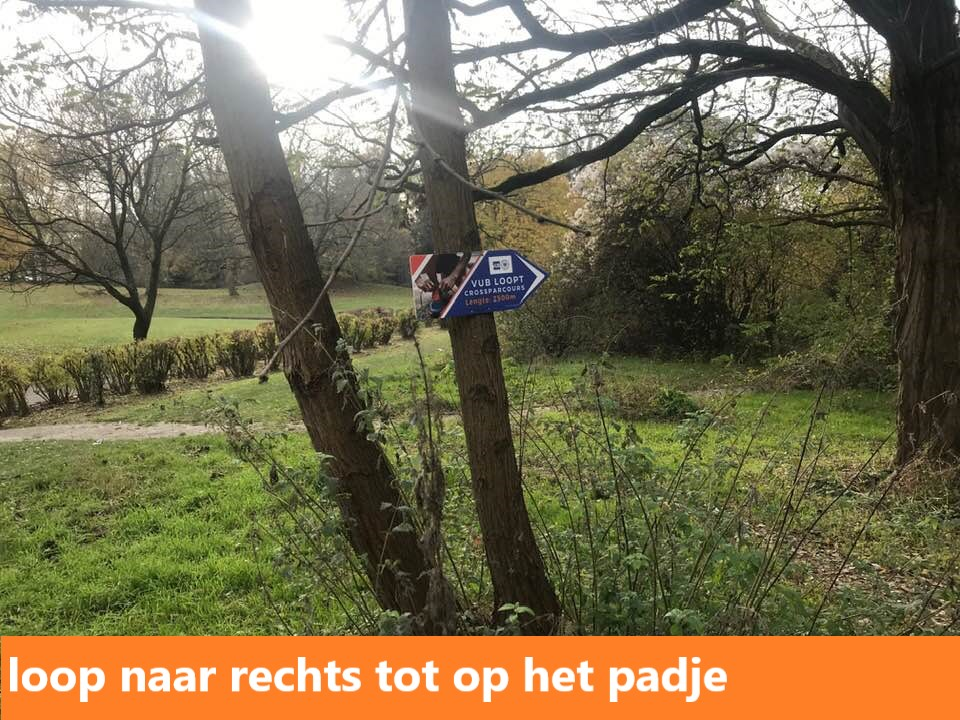 VUB LOOPT
CROSSPARCOURS
Lengte: 2500m
loop naar rechts tot op het padje